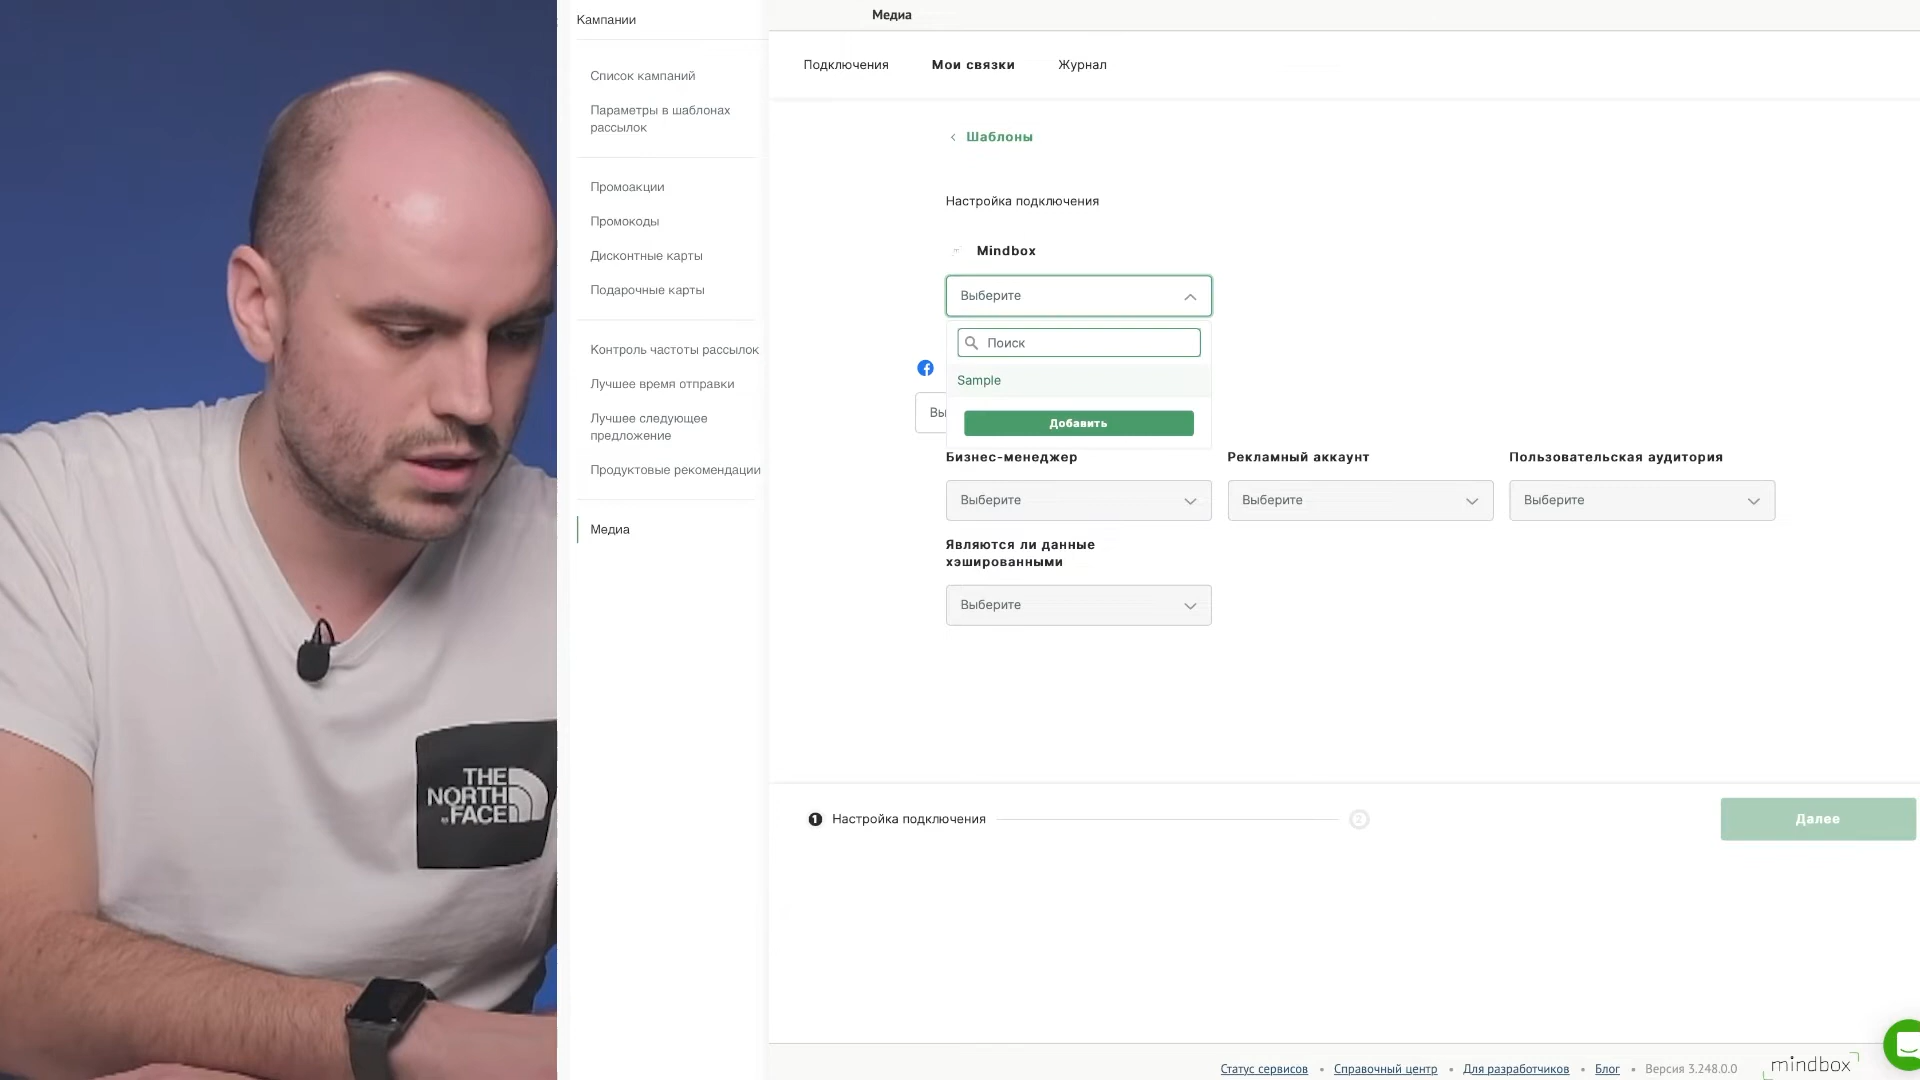 Кампании
Список кампаний
Параметры в шаблонах
рассылок
Промоакции
Промокоды
Дисконтные карты
Подарочные карты
Контроль частоты рассылок
Лучшее время отправки
Лучшее следующее
предложение
Продуктовые рекомендации
Медиа
Медиа
Подключения Мои связки Журнал
Шаблоны
Настройка подключения
Mindbox
Выберите
Поиск
Sample
Вы
Добавить
Бизнес-менеджер Рекламный аккаунт Пользовательская аудитория
Выберите Выберите Выберите
Являются ли данные
хэшированными
Выберите
1 Настройка подключения 2 Далее
Статус сервисов • Справочный центр • Для разработчиков • Блог • Версия 3.248.0.0 mindbox
THE
NORTH
FACE